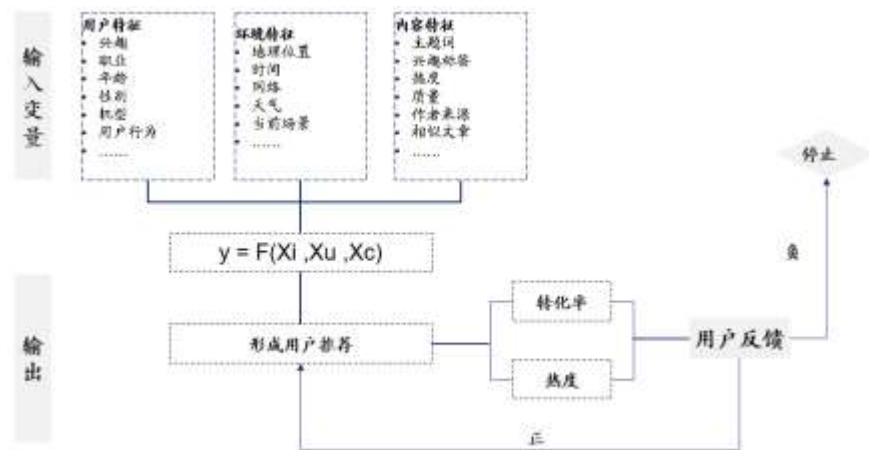 输入变量
用户特征
• 兴趣
• 职业
• 年龄
• 性别
• 机型
• 用户行为
• ……
环境特征
• 地理位置
• 时间
• 网络
• 天气
• 当前场景
• ……
内容特征
• 主题词
• 兴趣标签
• 热度
• 质量
• 作者来源
• 相似文章
• ……
停止
y = F(Xi ,Xu ,Xc)
负
输出
形成用户推荐
转化率
热度
用户反馈
正